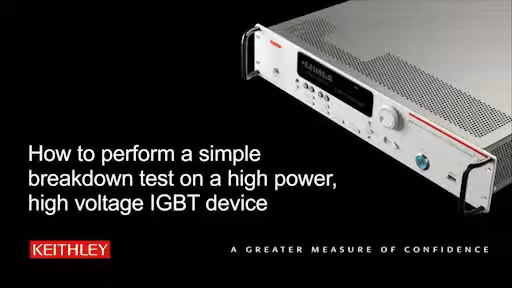 How to perform a simple
breakdown test on a high power,
high voltage IGBT device
KEITHLEY
A GREATER MEASURE OF CONFIDENCE